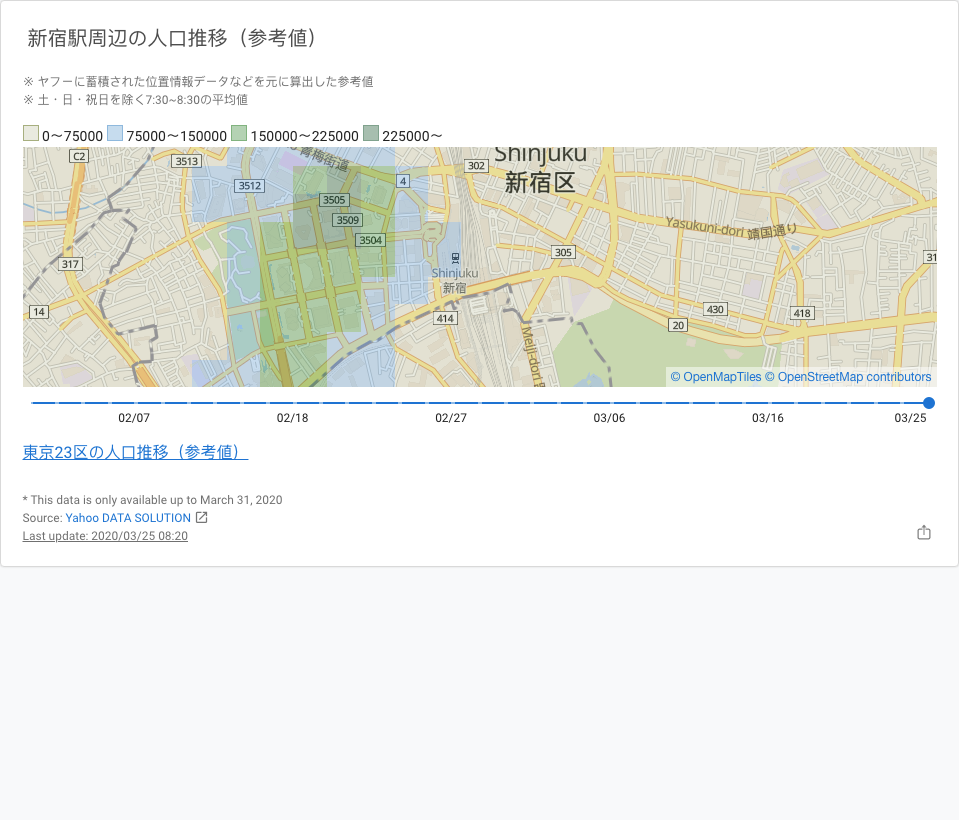 新宿駅周辺の人口推移（参考値）
※ ヤフーに蓄積された位置情報データなどを元に算出した参考値
※ 土・日・祝日を除く7:30~8:30の平均値
0〜75000 75000〜150000 150000〜225000 225000〜
C2
3513
青梅街道
302
Shinjuku
新宿区
3512
4
3505
3509
3504
Yasukuni-dori 靖国通り
317
305
31
Shinjuku
新宿
14
414
20
430
418
Meiji-dori
© OpenMapTiles © OpenStreetMap contributors
02/07 02/18 02/27 03/06 03/16 03/25
東京23区の人口推移（参考値）
* This data is only available up to March 31, 2020
Source: Yahoo DATA SOLUTION
Last update: 2020/03/25 08:20